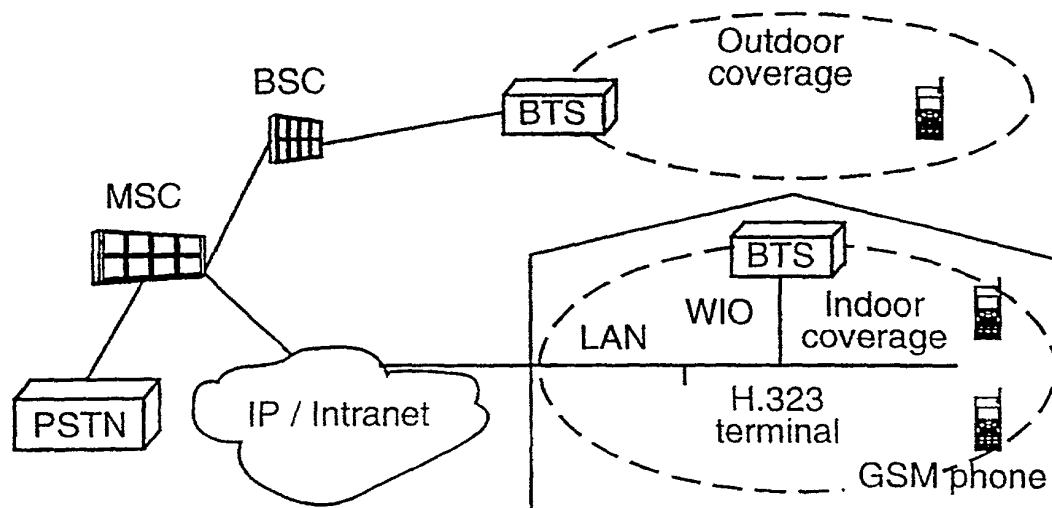 Outdoor
coverage
BSC
BTS
MSC
BTS
WIO
Indoor
coverage
LAN
IP / Intranet
PSTN
H.323
terminal
GSM phone